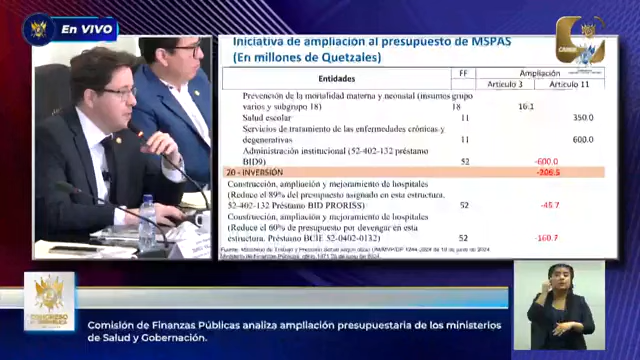 En VIVO
Iniciativa de ampliación al presupuesto de MSPAS
(En millones de Quetzales)
Entidades FF Ampliación
Articulo 3 Articulo 11
Prevención de la mortalidad materna y neonatal (insumos grupo
varios y subgrupo 18) 18 16.1
Salud escolar 11 350.0
Servicios de tratamiento de las enfermedades crónicas y
degenerativas 11 600.0
Administración institucional (52-402-132 préstamo
BID9) 52 -600.0
20 - INVERSIÓN -206.5
Construcción, ampliación y mejoramiento de hospitales
(Reduce el 89% del presupuesto asignado en esta estructura.
52-402-132 Préstamo BID PRORISS) 52 -45.7
Construcción, ampliación y mejoramiento de hospitales
(Reduce el 60% de presupuesto por devengar en esta
estructura. Préstamo BCIE 52-0402-0132) 52 -160.7
CONGRESO
Comisión de Finanzas Públicas analiza ampliación presupuestaria de los ministerios
de Salud y Gobernación.